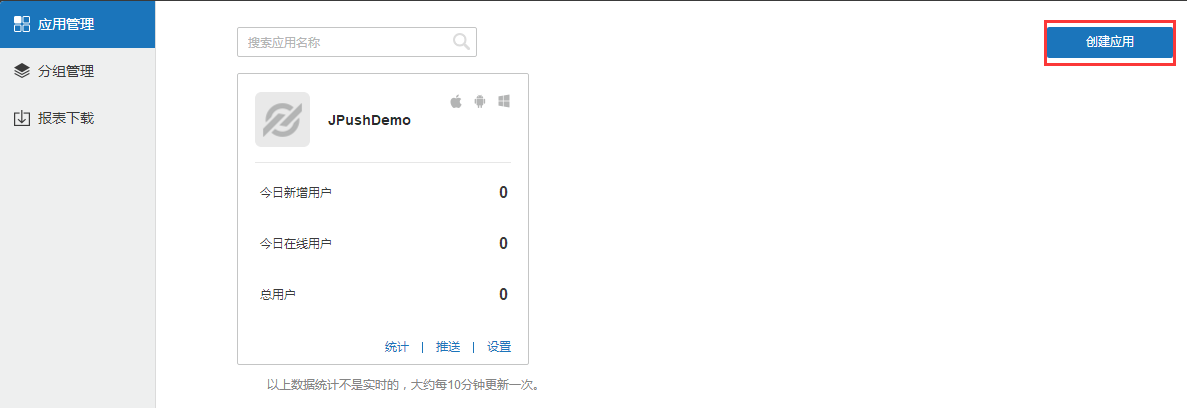 应用管理
分组管理
报表下载
搜索应用名称
创建应用
JPushDemo
今日新增用户 0
今日在线用户 0
总用户 0
统计 | 推送 | 设置
以上数据统计不是实时的，大约每10分钟更新一次。